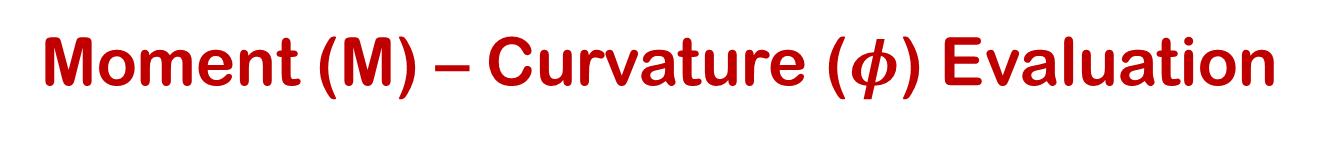 Moment (M) – Curvature (ϕ) Evaluation